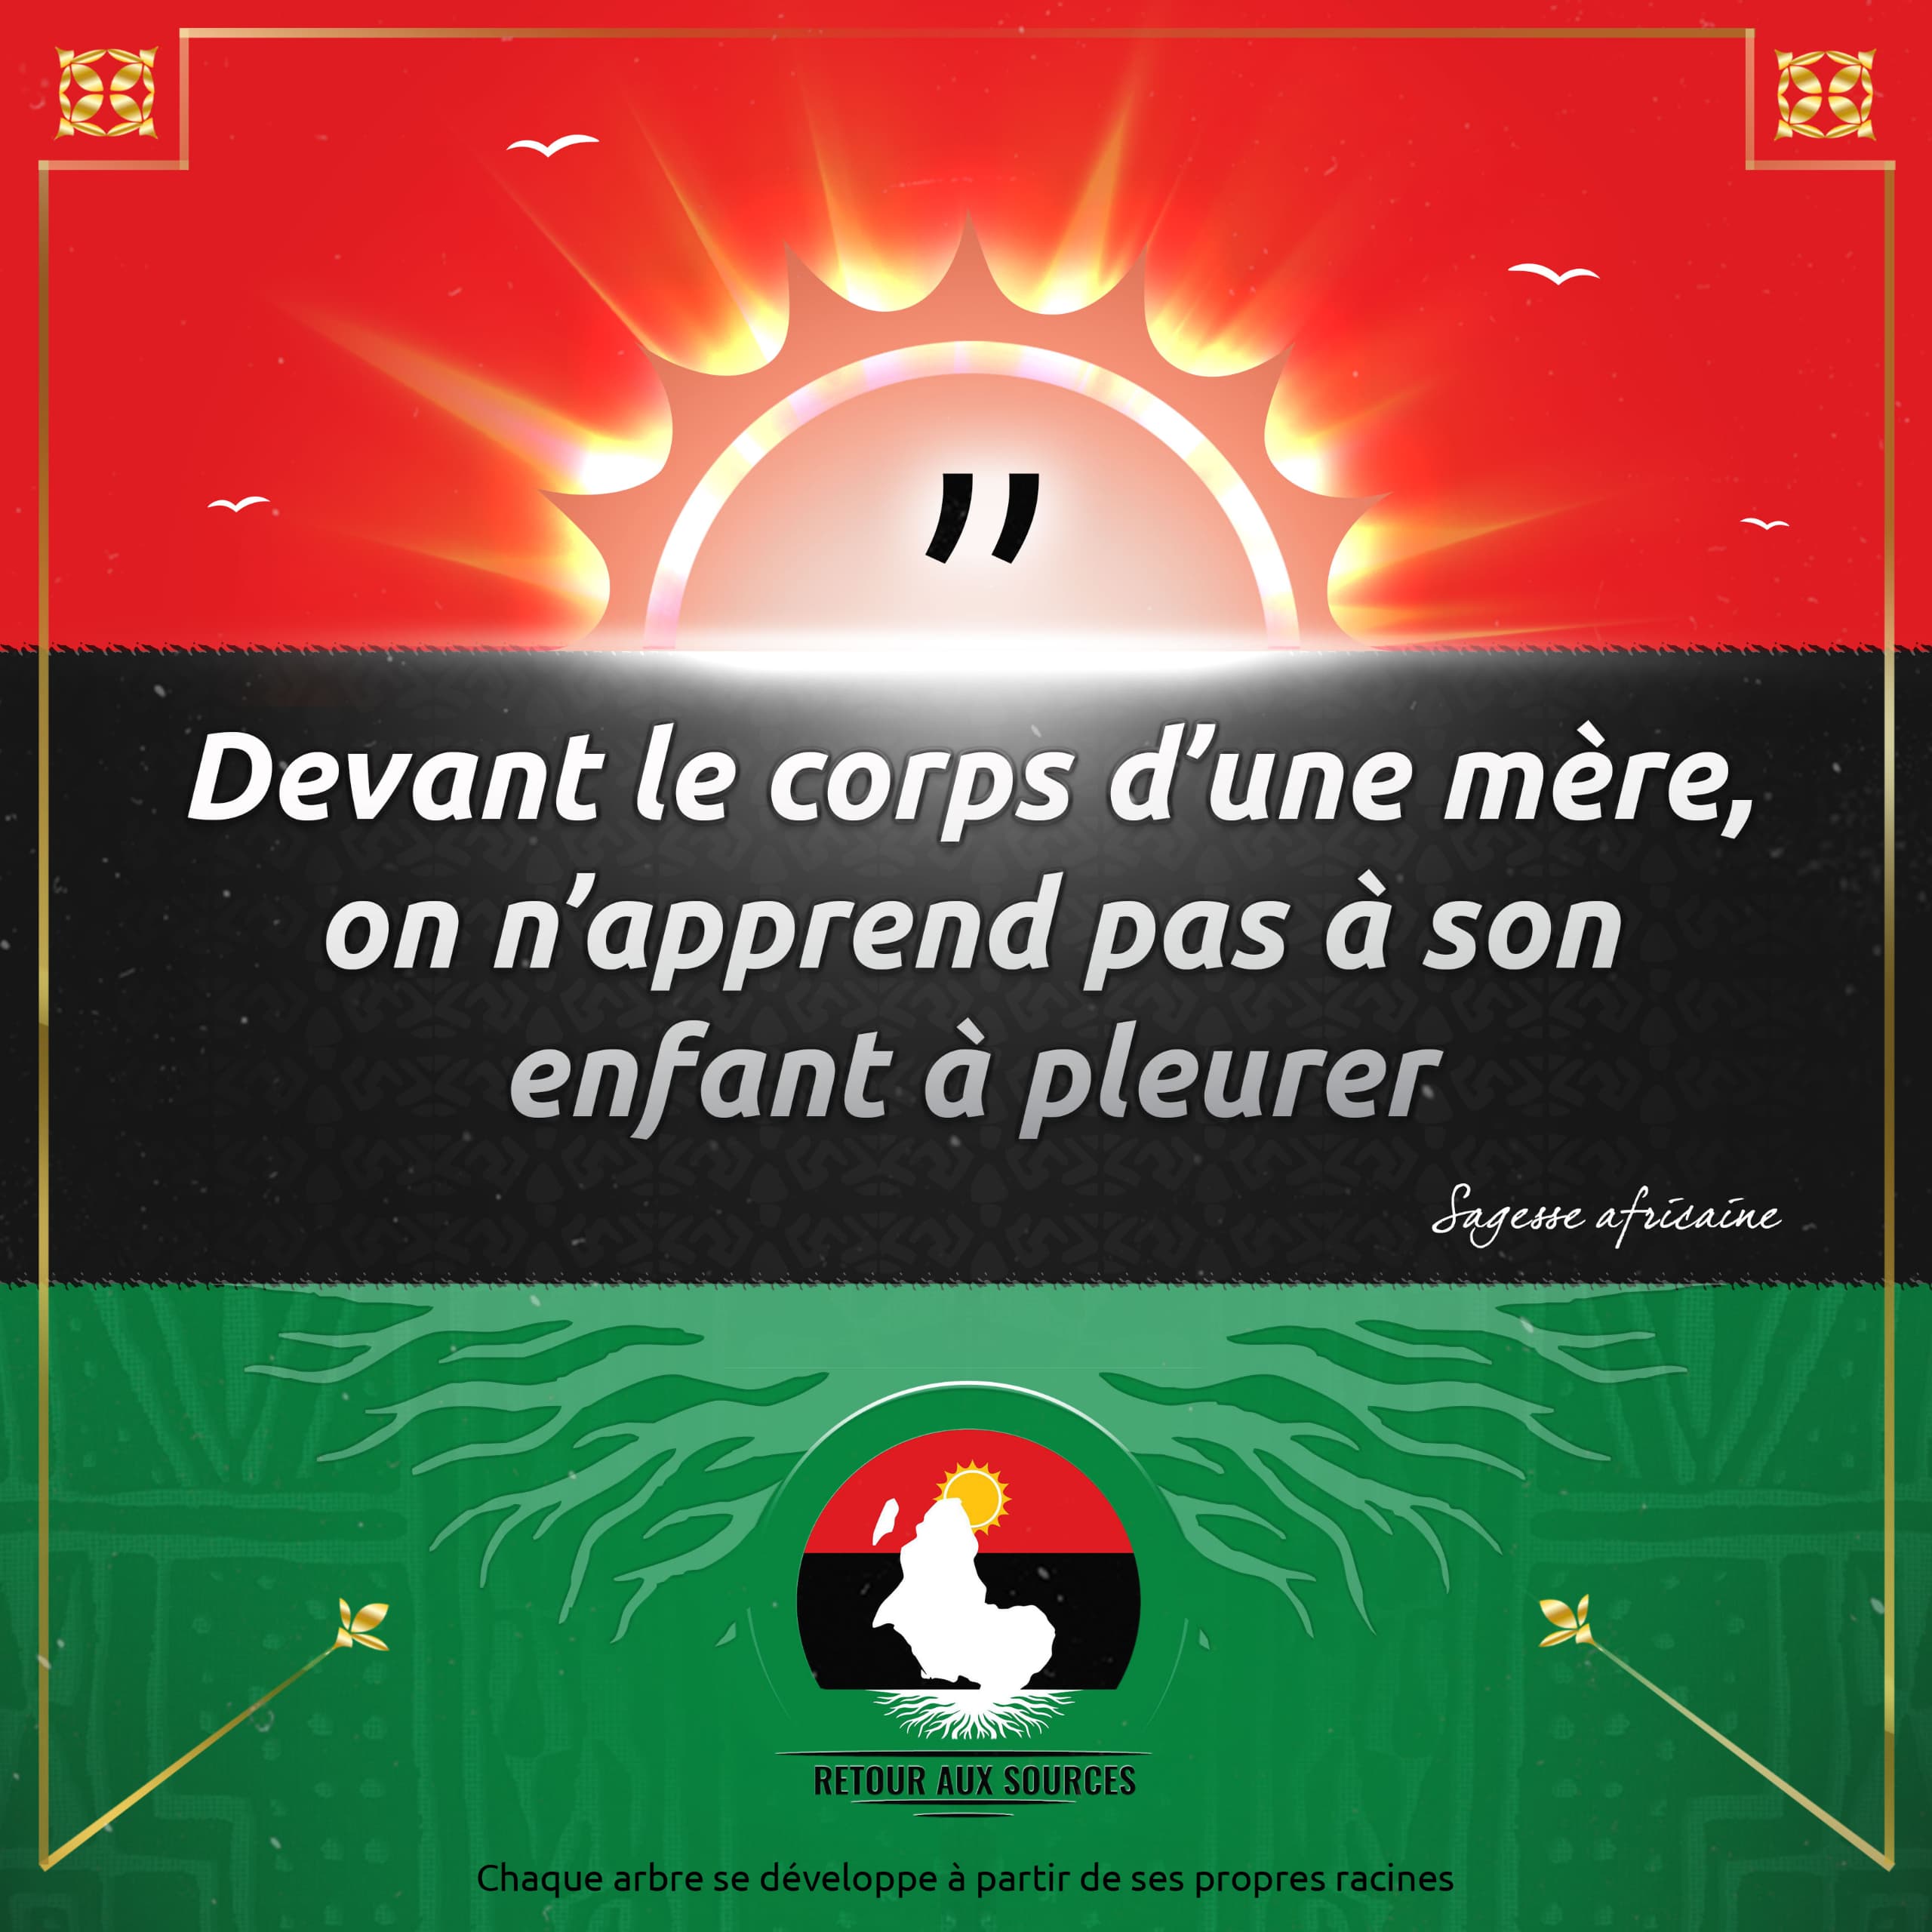 ”
Devant le corps d’une mère,
on n’apprend pas à son
enfant à pleurer
Sagesse africaine
RETOUR AUX SOURCES
Chaque arbre se développe à partir de ses propres racines